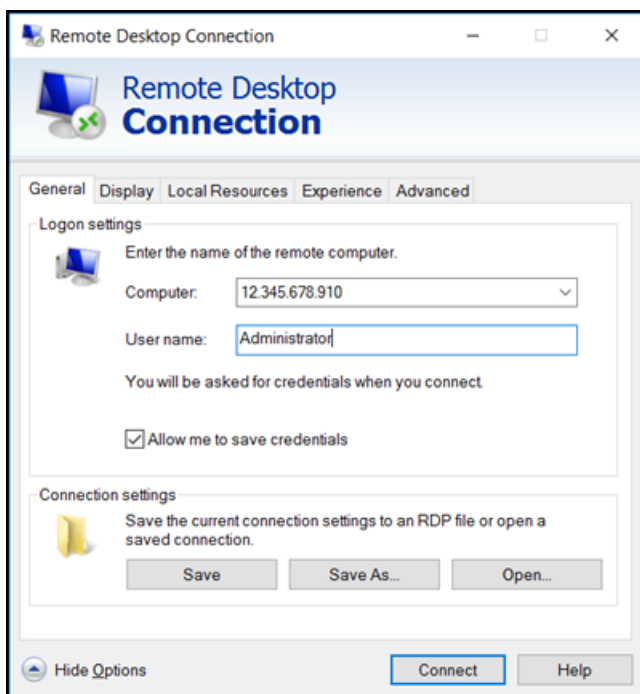 Remote Desktop Connection
Remote Desktop
Connection
General Display Local Resources Experience Advanced
Logon settings
Enter the name of the remote computer.
Computer: 12.345.678.910
User name: Administrator
You will be asked for credentials when you connect.
Allow me to save credentials
Connection settings
Save the current connection settings to an RDP file or open a
saved connection.
Save Save As... Open...
Hide Options Connect Help